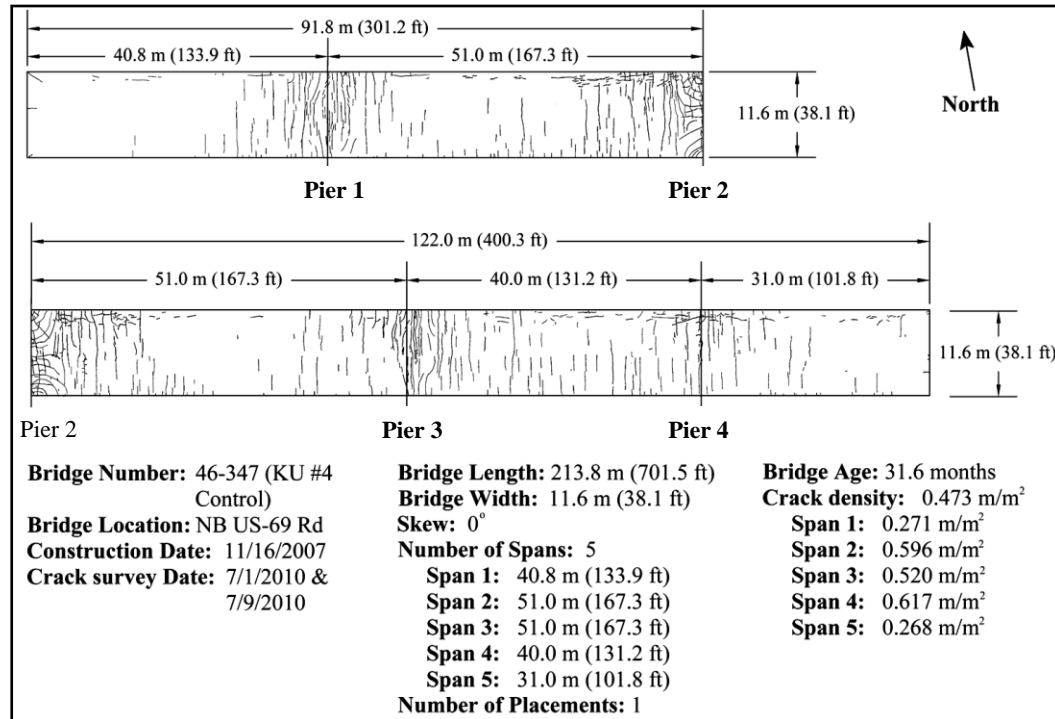 91.8 m (301.2 ft)
40.8 m (133.9 ft) 51.0 m (167.3 ft)
11.6 m (38.1 ft)
North
Pier 1 Pier 2
122.0 m (400.3 ft)
51.0 m (167.3 ft) 40.0 m (131.2 ft) 31.0 m (101.8 ft)
11.6 m (38.1 ft)
Pier 2 Pier 3 Pier 4
Bridge Number: 46-347 (KU #4
Control)
Bridge Location: NB US-69 Rd
Construction Date: 11/16/2007
Crack survey Date: 7/1/2010 &
7/9/2010
Bridge Length: 213.8 m (701.5 ft)
Bridge Width: 11.6 m (38.1 ft)
Skew: 0°
Number of Spans: 5
Span 1: 40.8 m (133.9 ft)
Span 2: 51.0 m (167.3 ft)
Span 3: 51.0 m (167.3 ft)
Span 4: 40.0 m (131.2 ft)
Span 5: 31.0 m (101.8 ft)
Number of Placements: 1
Bridge Age: 31.6 months
Crack density: 0.473 m/m²
Span 1: 0.271 m/m²
Span 2: 0.596 m/m²
Span 3: 0.520 m/m²
Span 4: 0.617 m/m²
Span 5: 0.268 m/m²